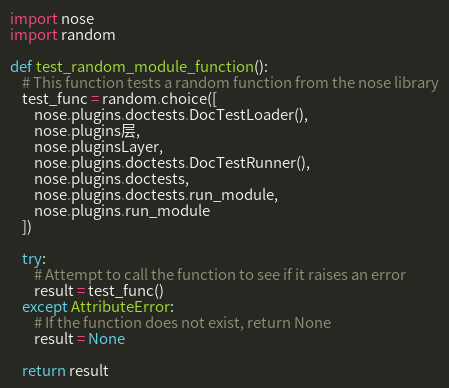 import nose
import random

def test_random_module_function():
    # This function tests a random function from the nose library
    test_func = random.choice([
        nose.plugins.doctests.DocTestLoader(),
        nose.plugins层,
        nose.pluginsLayer,
        nose.plugins.doctests.DocTestRunner(),
        nose.plugins.doctests,
        nose.plugins.doctests.run_module,
        nose.plugins.run_module
    ])

    try:
        # Attempt to call the function to see if it raises an error
        result = test_func()
    except AttributeError:
        # If the function does not exist, return None
        result = None

    return result